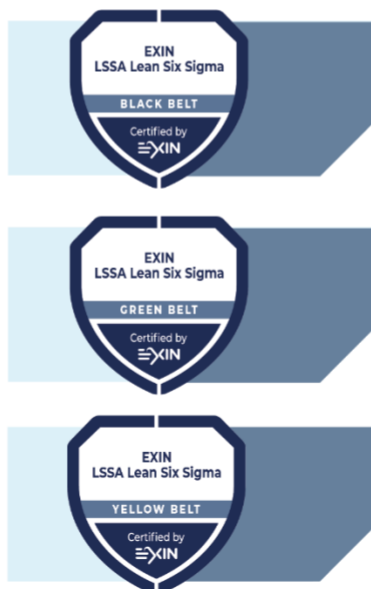 EXIN
LSSA Lean Six Sigma
BLACK BELT
Certified by
EXIN
EXIN
LSSA Lean Six Sigma
GREEN BELT
Certified by
EXIN
EXIN
LSSA Lean Six Sigma
YELLOW BELT
Certified by
EXIN